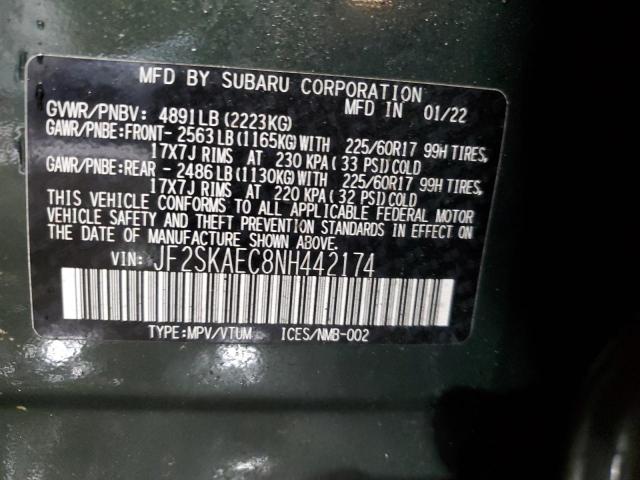 MFD BY SUBARU CORPORATION
GVWR/PNBV: 4891LB(2223KG) MFD IN 01/22
GAWR/PNBE:FRONT- 2563LB(1165KG)WITH 225/60R17 99H TIRES,
17X7J RIMS AT 230 KPA(33 PSI)COLD
GAWR/PNBE:REAR - 2486LB(1130KG)WITH 225/60R17 99H TIRES,
17X7J RIMS AT 220 KPA(32 PSI)COLD
THIS VEHICLE CONFORMS TO ALL APPLICABLE FEDERAL MOTOR
VEHICLE SAFETY AND THEFT PREVENTION STANDARDS IN EFFECT ON
THE DATE OF MANUFACTURE SHOWN ABOVE.
VIN: JF2SKAEC8NH442174
TYPE:MPV/VTUM ICES/NMB-002